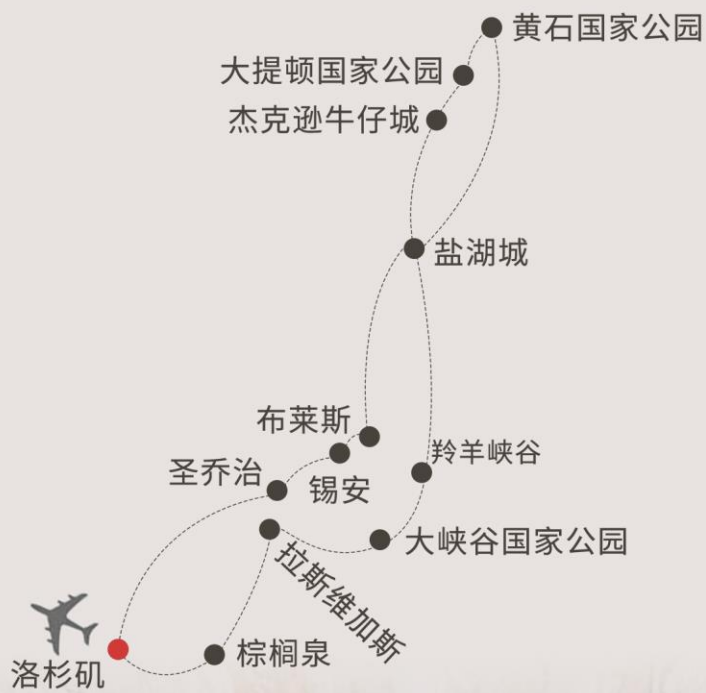 黄石国家公园
大提顿国家公园
杰克逊牛仔城
盐湖城
布莱斯
羚羊峡谷
圣乔治
锡安
大峡谷国家公园
拉斯维加斯
棕榈泉
洛杉矶